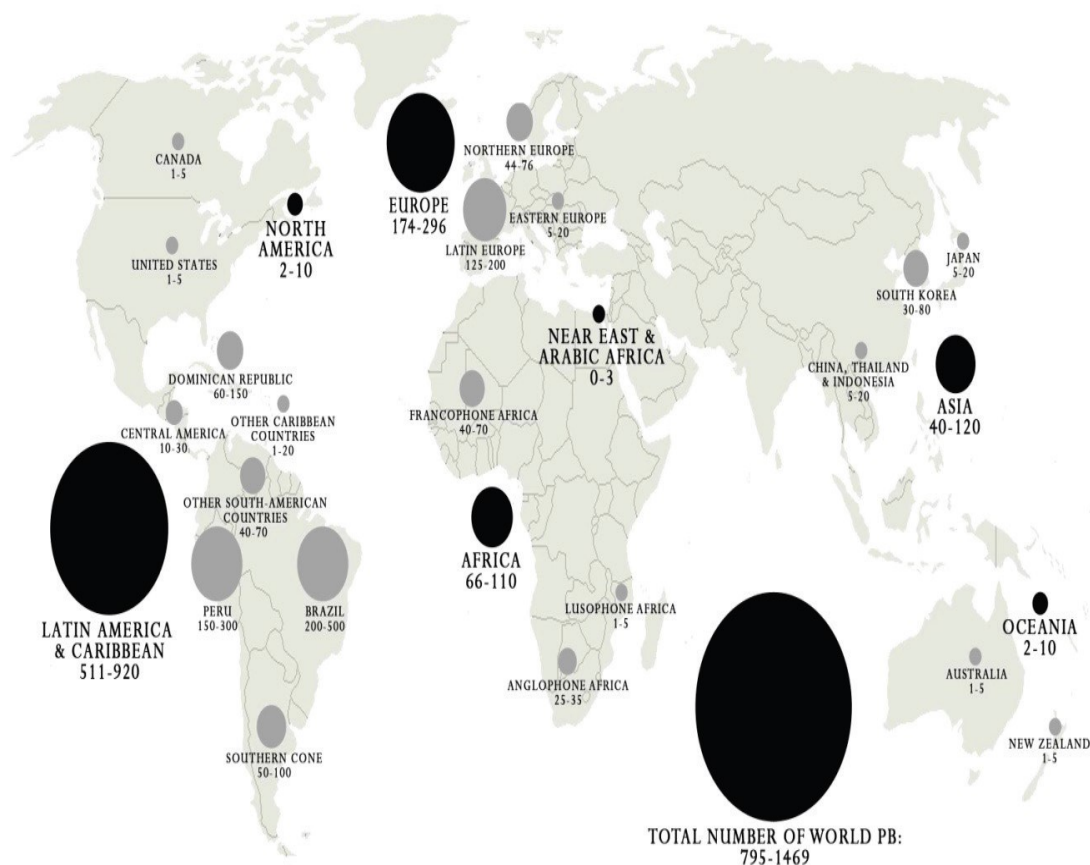 CANADA
1-5
NORTH
AMERICA
2-10
UNITED STATES
1-5
EUROPE
174-296
NORTHERN EUROPE
44-76
EASTERN EUROPE
5-20
LATIN EUROPE
125-200
JAPAN
5-20
SOUTH KOREA
30-80
NEAR EAST &
ARABIC AFRICA
0-3
CHINA, THAILAND
& INDONESIA
5-20
ASIA
40-120
DOMINICAN REPUBLIC
60-150
OTHER CARIBBEAN
COUNTRIES
1-20
CENTRAL AMERICA
10-30
FRANCOPHONE AFRICA
40-70
OTHER SOUTH-AMERICAN
COUNTRIES
40-70
AFRICA
66-110
PERU
150-300
BRAZIL
200-500
LATIN AMERICA
& CARIBBEAN
511-920
LUSOPHONE AFRICA
1-5
OCEANIA
2-10
ANGLOPHONE AFRICA
25-35
AUSTRALIA
1-5
SOUTHERN CONE
50-100
NEW ZEALAND
1-5
TOTAL NUMBER OF WORLD PB:
795-1469